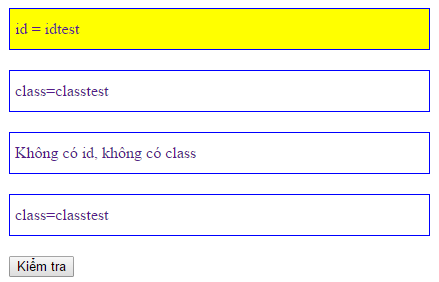 id = idtest
class=classtest
Không có id, không có class
class=classtest
Kiểm tra